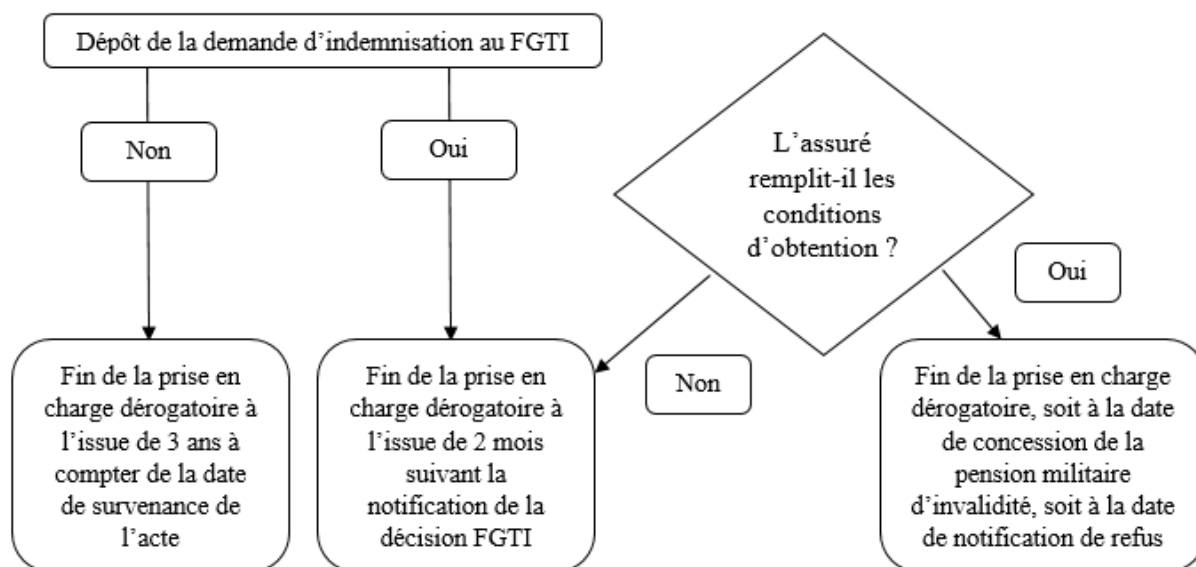 Dépôt de la demande d’indemnisation au FGTI
Non
Oui
L’assuré
remplit-il les
conditions
d’obtention ?
Oui
Non
Fin de la prise en
charge dérogatoire à
l’issue de 3 ans à
compter de la date
de survenance de
l’acte
Fin de la prise en
charge dérogatoire à
l’issue de 2 mois
suivant la
notification de la
décision FGTI
Fin de la prise en charge
dérogatoire, soit à la date
de concession de la
pension militaire
d’invalidité, soit à la date
de notification de refus